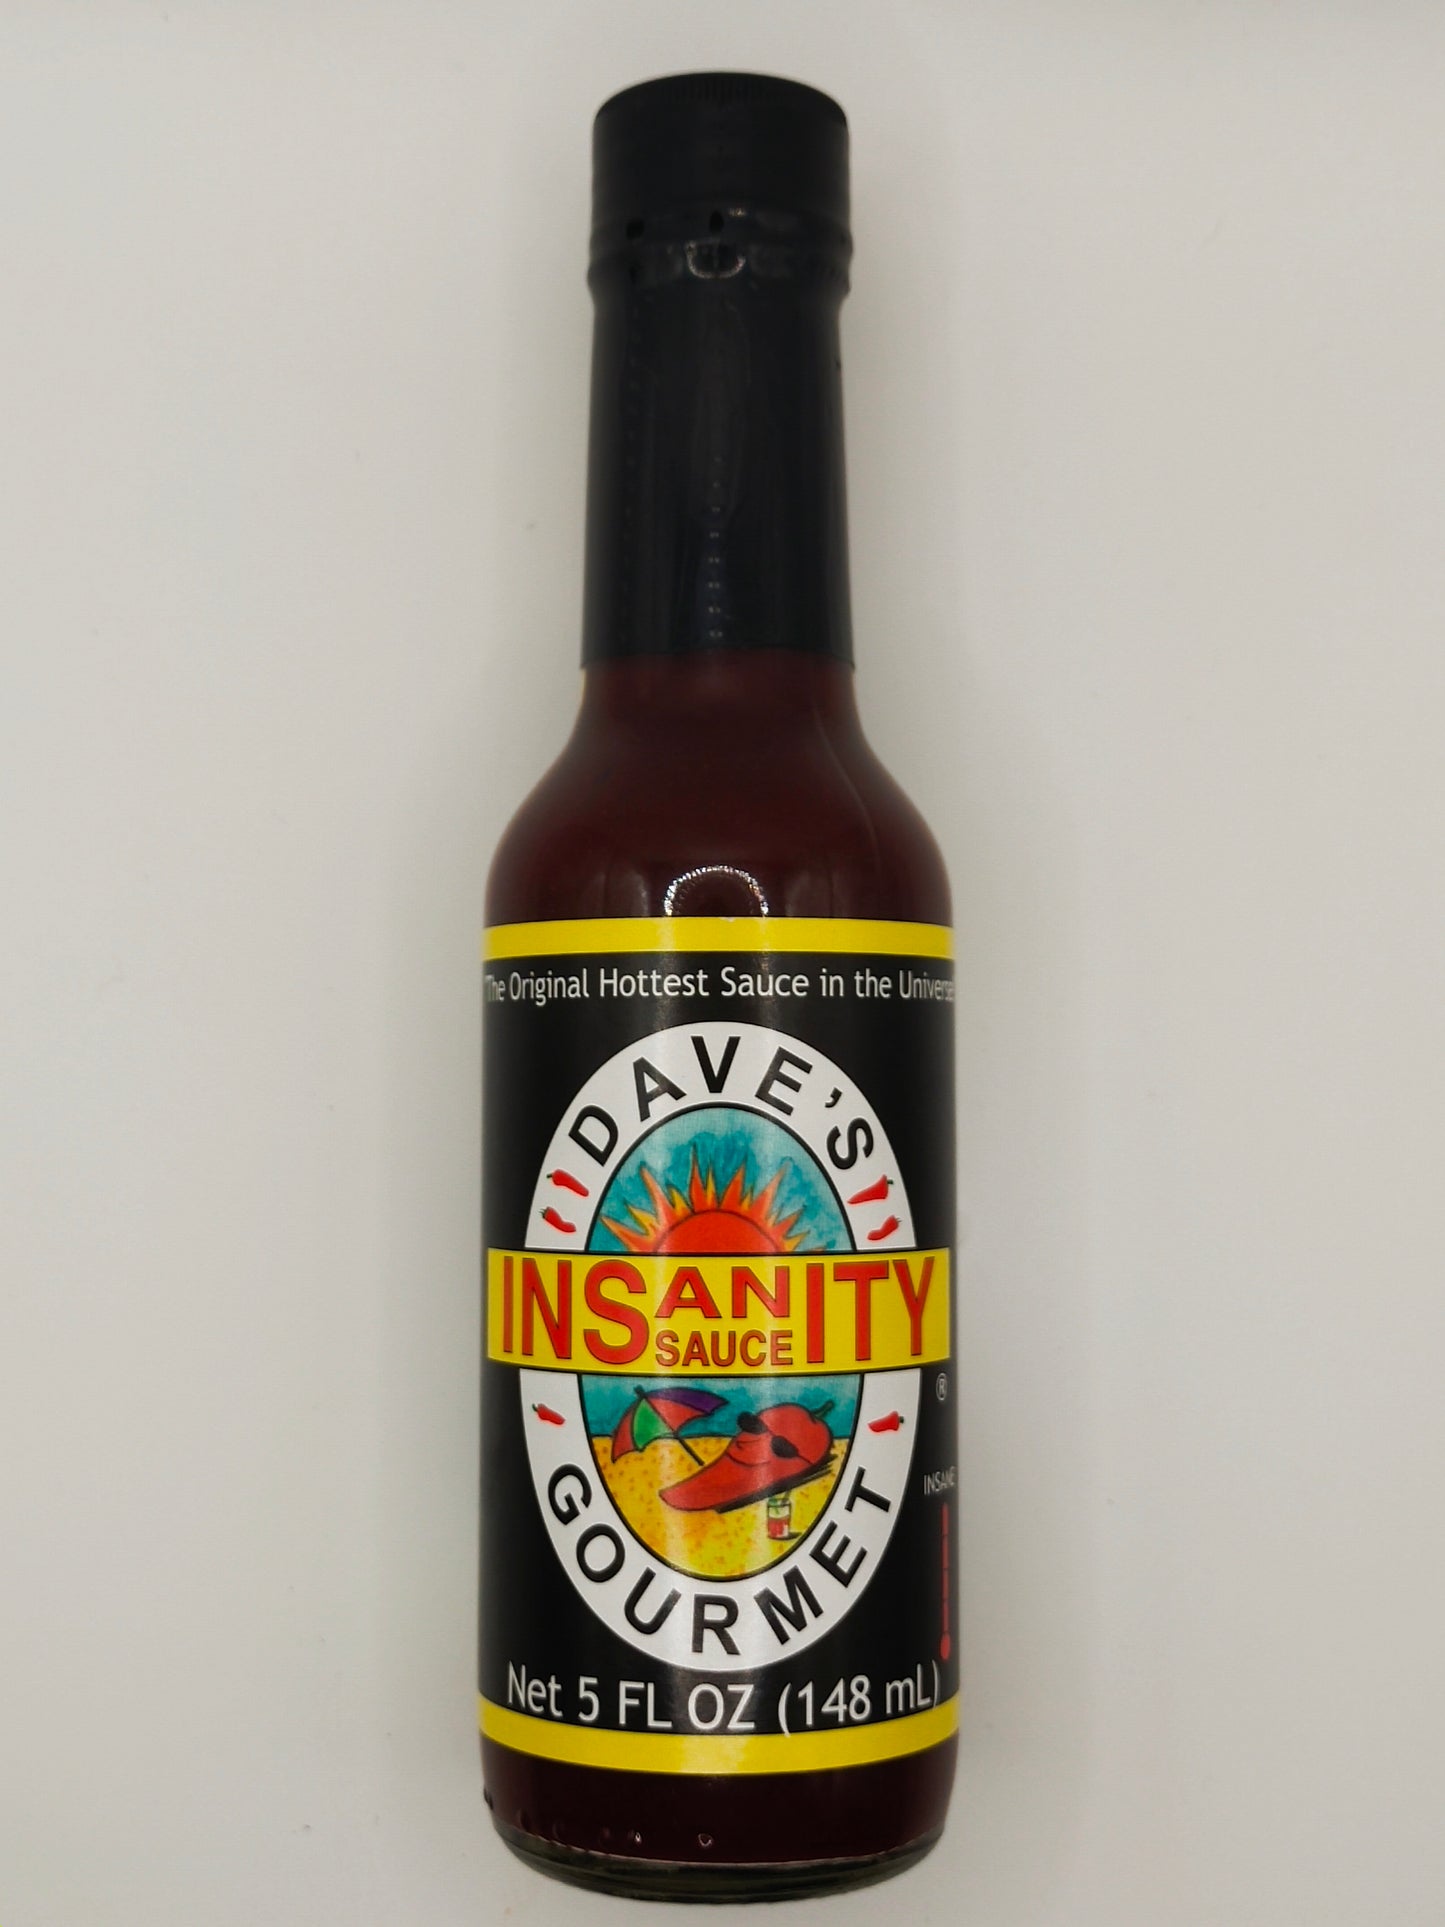 "The Original Hottest Sauce in the Universe
DAVE'S
INSANITY
SAUCE
®
GOURMET
INSANE
Net 5 FL OZ (148 mL)